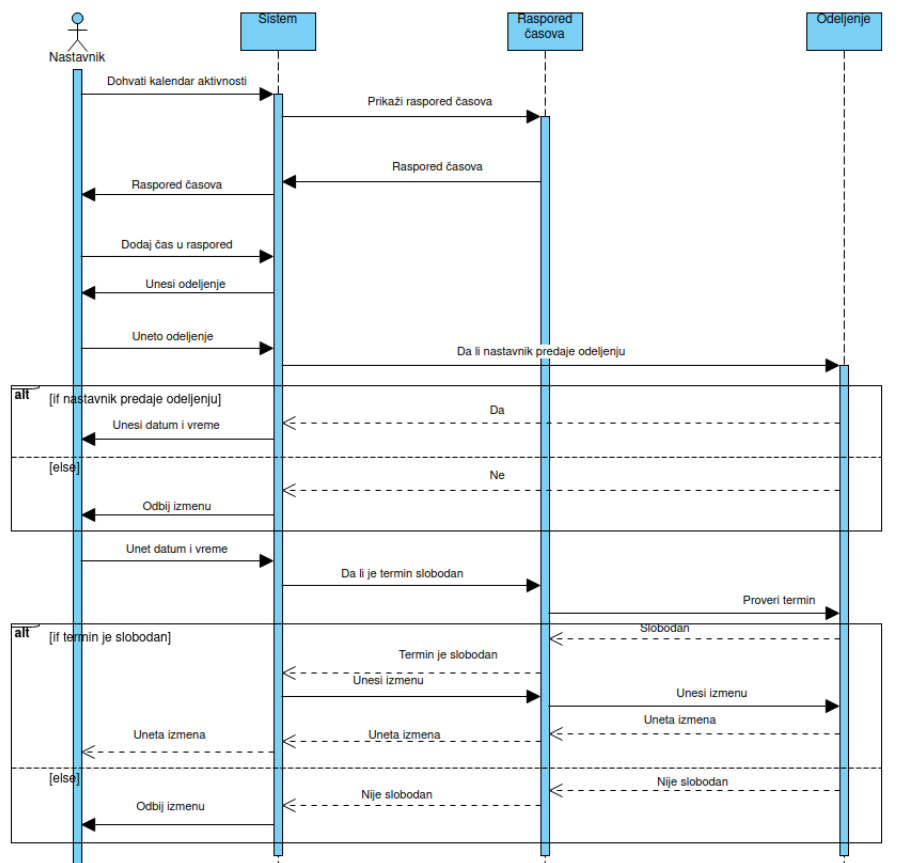 Sistem
Raspored
časova
Odeljenje
Nastavnik
Dohvati kalendar aktivnosti
Prikaži raspored časova
Raspored časova
Raspored časova
Dodaj čas u raspored
Unesi odeljenje
Uneto odeljenje
Da li nastavnik predaje odeljenju
alt
[if nastavnik predaje odeljenju]
Da
Unesi datum i vreme
[else]
Ne
Odbij izmenu
Unet datum i vreme
Da li je termin slobodan
Proveri termin
alt
[if termin je slobodan]
Slobodan
Termin je slobodan
Unesi izmenu
Unesi izmenu
Uneta izmena
Uneta izmena
Uneta izmena
[else]
Nije slobodan
Nije slobodan
Odbij izmenu